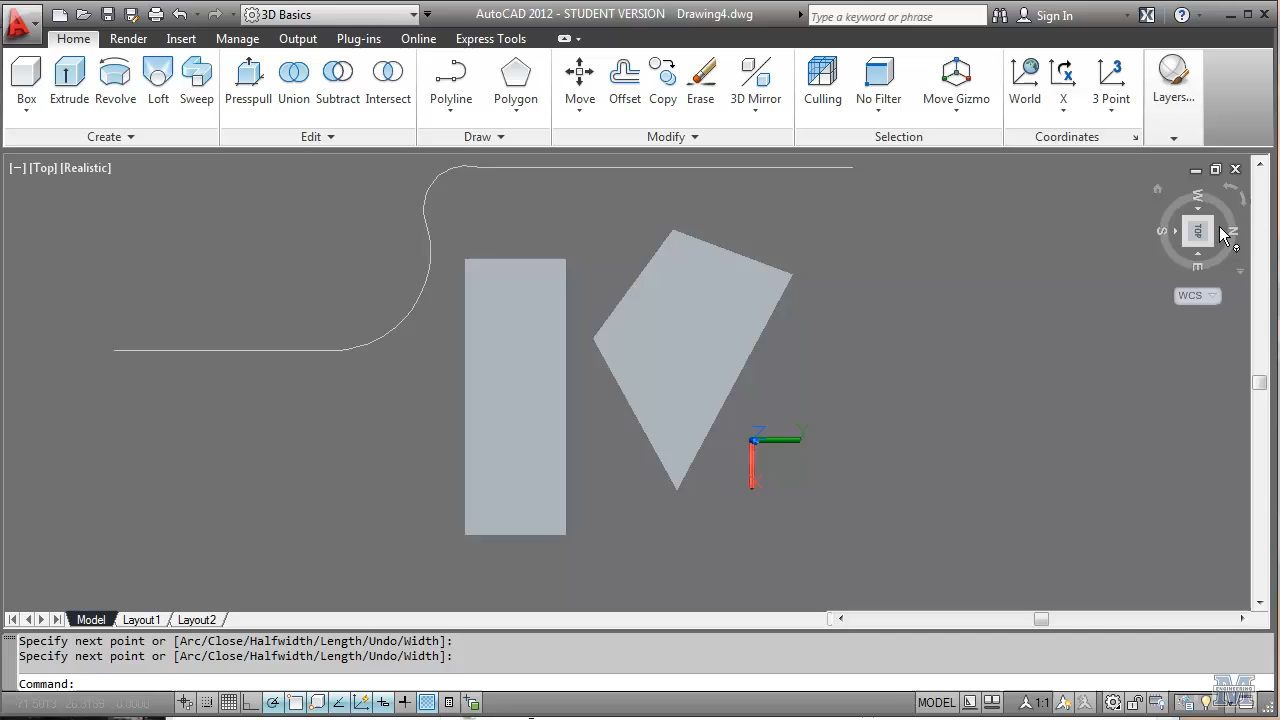 3D Basics
AutoCAD 2012 - STUDENT VERSION Drawing4.dwg
Type a keyword or phrase
Sign In
Home Render Insert Manage Output Plug-ins Online Express Tools
Box Extrude Revolve Loft Sweep Presspull Union Subtract Intersect Polyline Polygon Move Offset Copy Erase 3D Mirror Culling No Filter Move Gizmo World X 3 Point Layers...
Create Edit Draw Modify Selection Coordinates
[−] [Top] [Realistic]
W
S TOP N
E
WCS
Z Y
X
Model Layout1 Layout2
Specify next point or [Arc/Close/Halfwidth/Length/Undo/Width]:
Specify next point or [Arc/Close/Halfwidth/Length/Undo/Width]:
Command:
MODEL 1:1
ENGINEERING